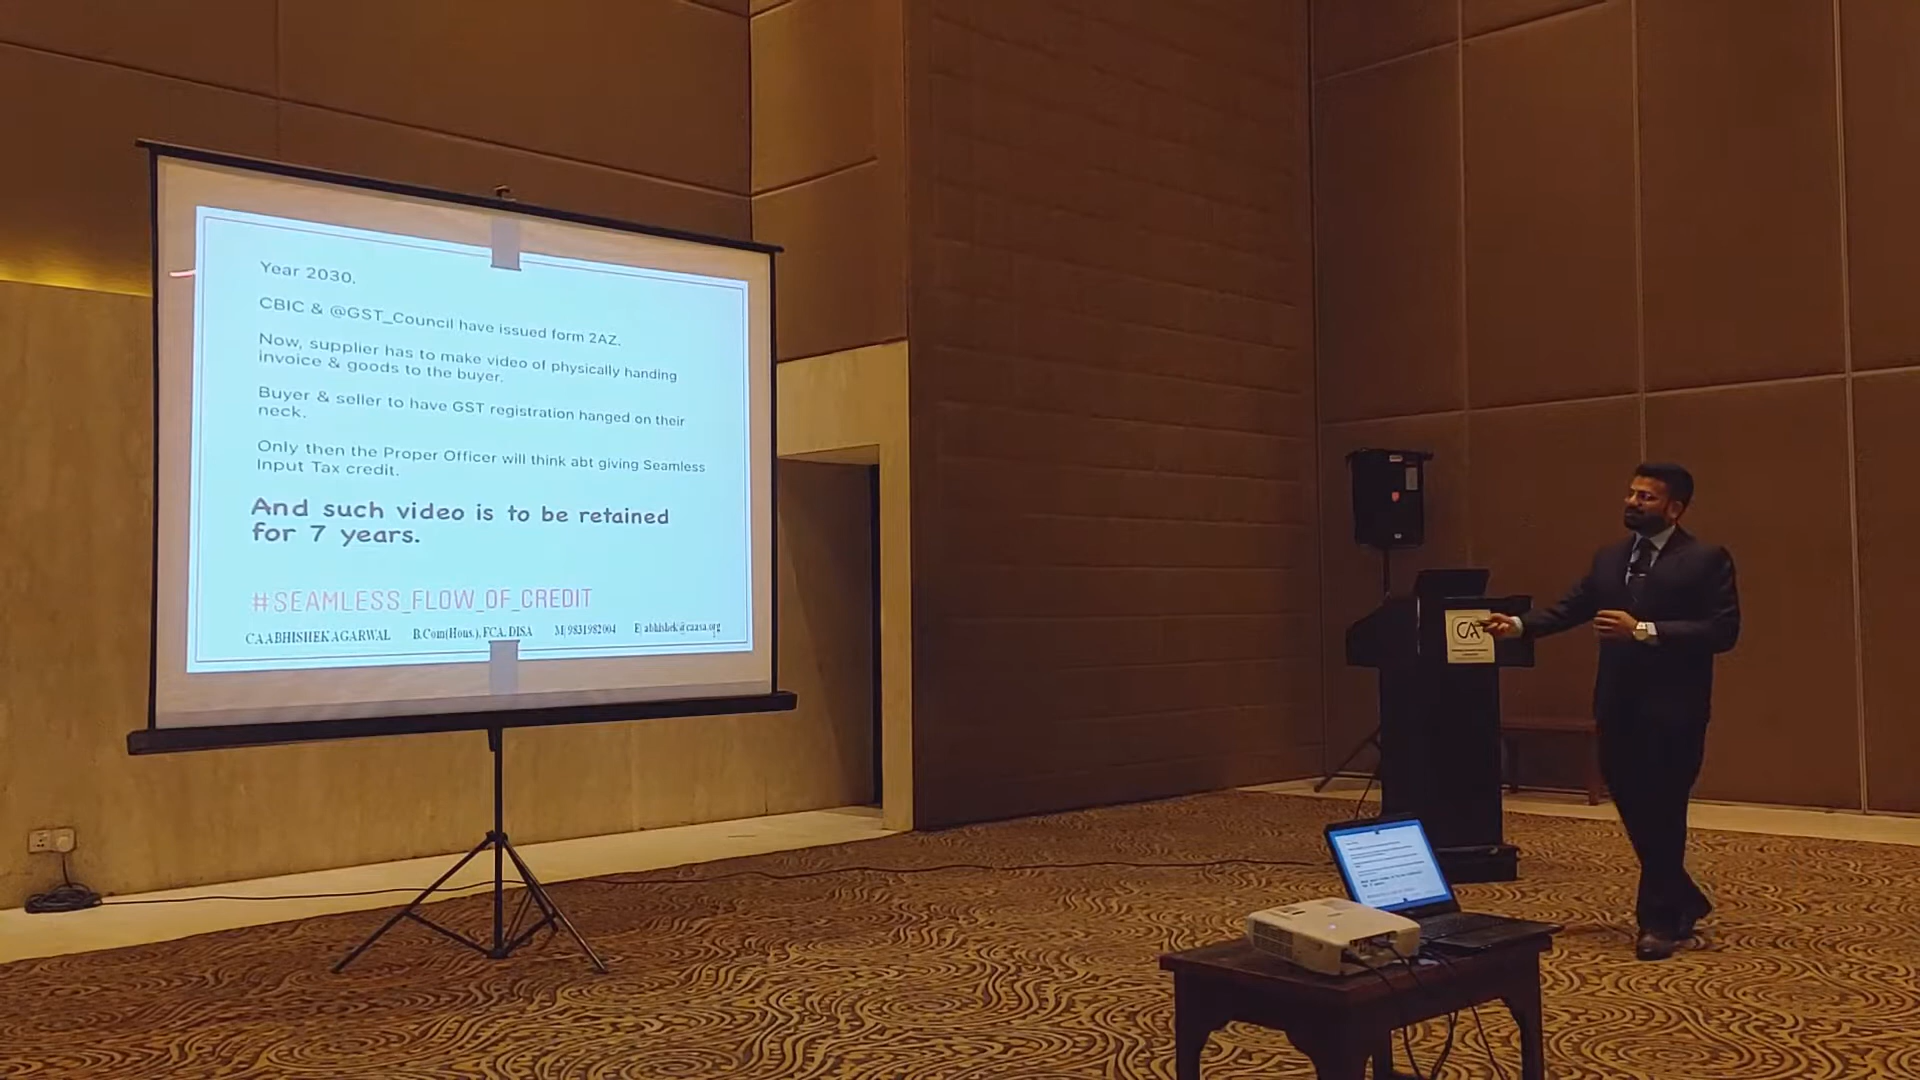 Year 2030.
CBIC & @GST_Council have issued form 2AZ.
Now, supplier has to make video of physically handing
invoice & goods to the buyer.
Buyer & seller to have GST registration hanged on their
neck.
Only then the Proper Officer will think abt giving Seamless
Input Tax credit.
And such video is to be retained
for 7 years.
#SEAMLESS_FLOW_OF_CREDIT
CA ABHISHEK AGARWAL B.Com(Hons.), FCA, DISA M| 9831982004 E| abhishek@caasa.org
CA